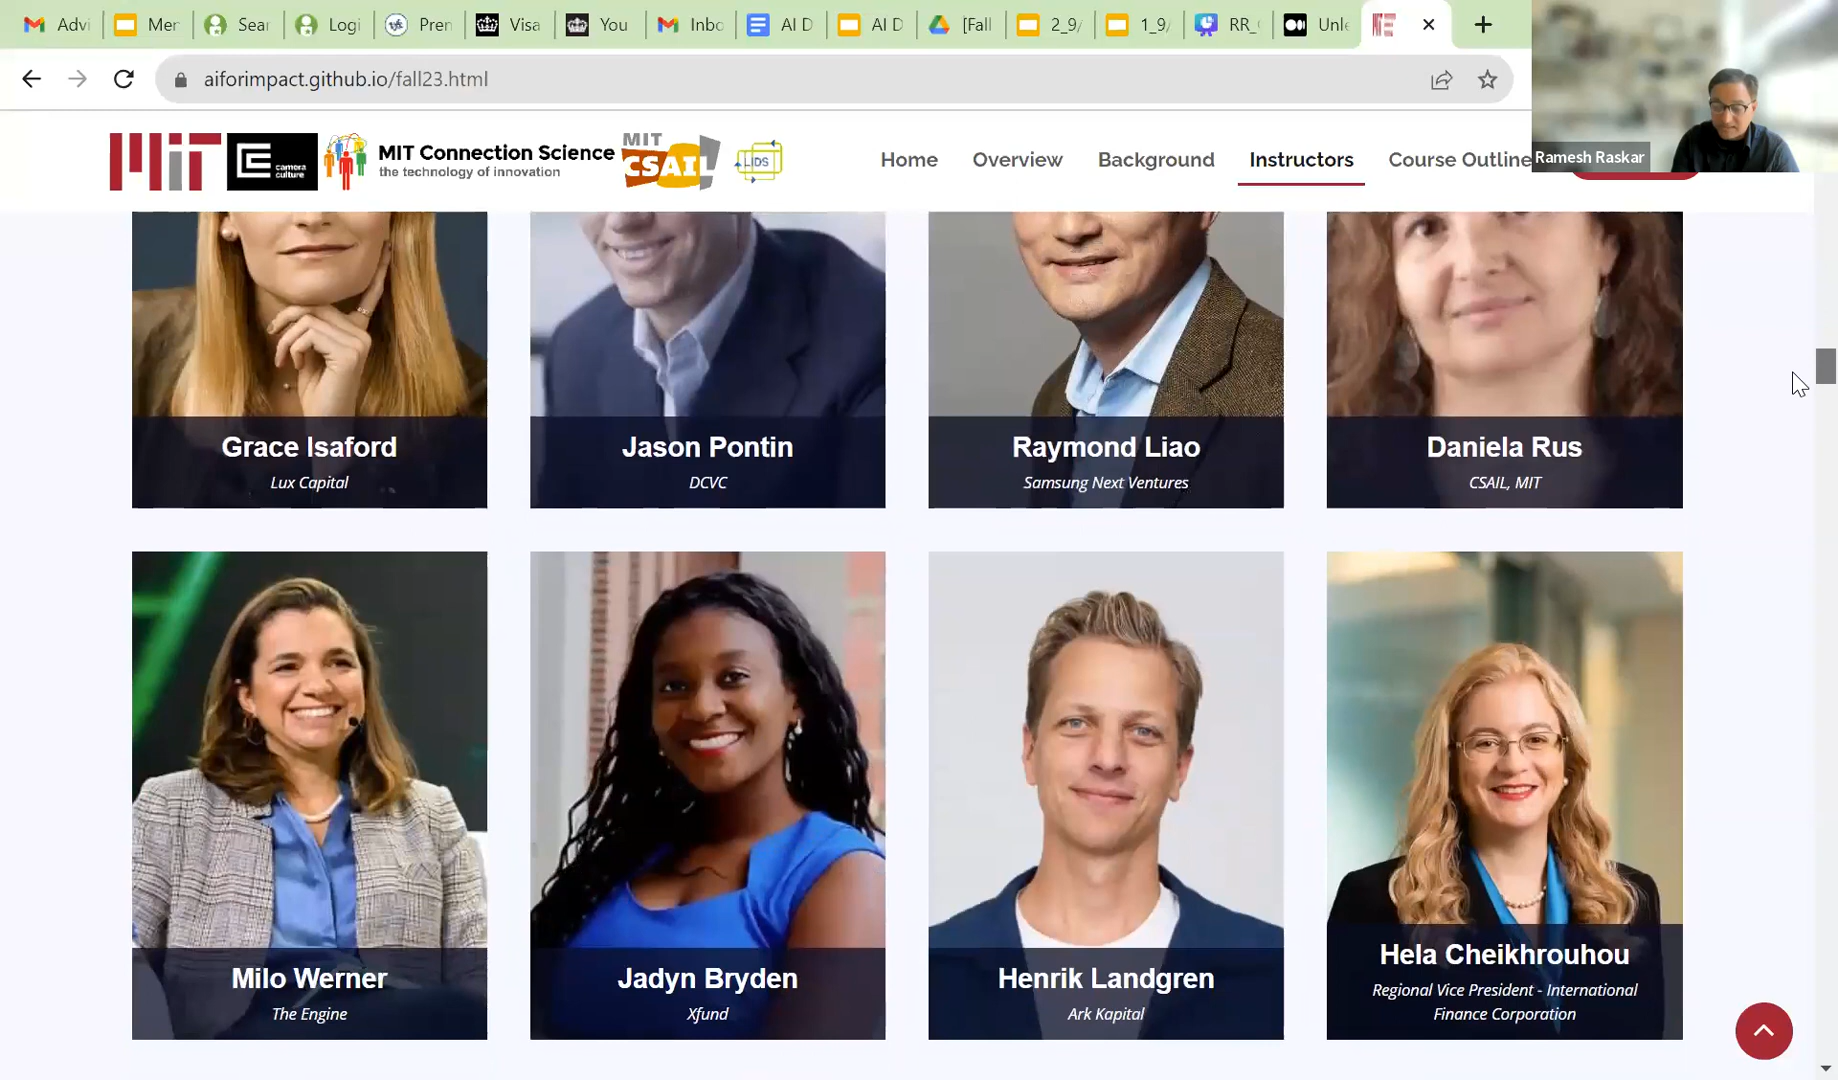 Advi
Mer
Sear
Logi
Pren
Visa
You
Inbo
AI D
AI D
[Fall
2_9/
1_9/
RR_
Unle
aiforimpact.github.io/fall23.html
Ramesh Raskar
MIT
camera culture
MIT Connection Science
the technology of innovation
MIT CSAIL
LIDS
Home
Overview
Background
Instructors
Course Outline
Grace Isaford
Lux Capital
Jason Pontin
DCVC
Raymond Liao
Samsung Next Ventures
Daniela Rus
CSAIL, MIT
Milo Werner
The Engine
Jadyn Bryden
Xfund
Henrik Landgren
Ark Kapital
Hela Cheikhrouhou
Regional Vice President - International
Finance Corporation